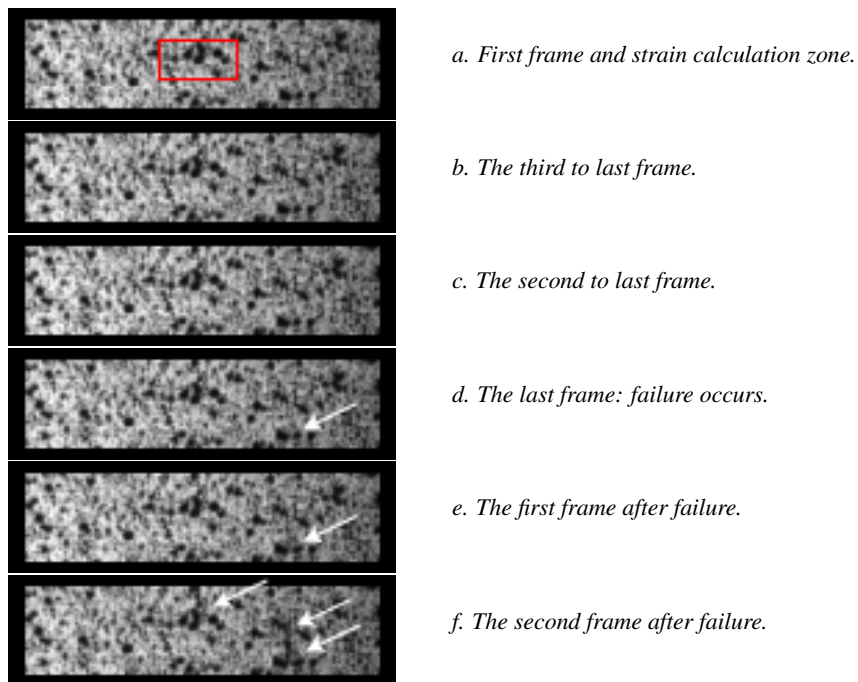 a. First frame and strain calculation zone.
b. The third to last frame.
c. The second to last frame.
d. The last frame: failure occurs.
e. The first frame after failure.
f. The second frame after failure.